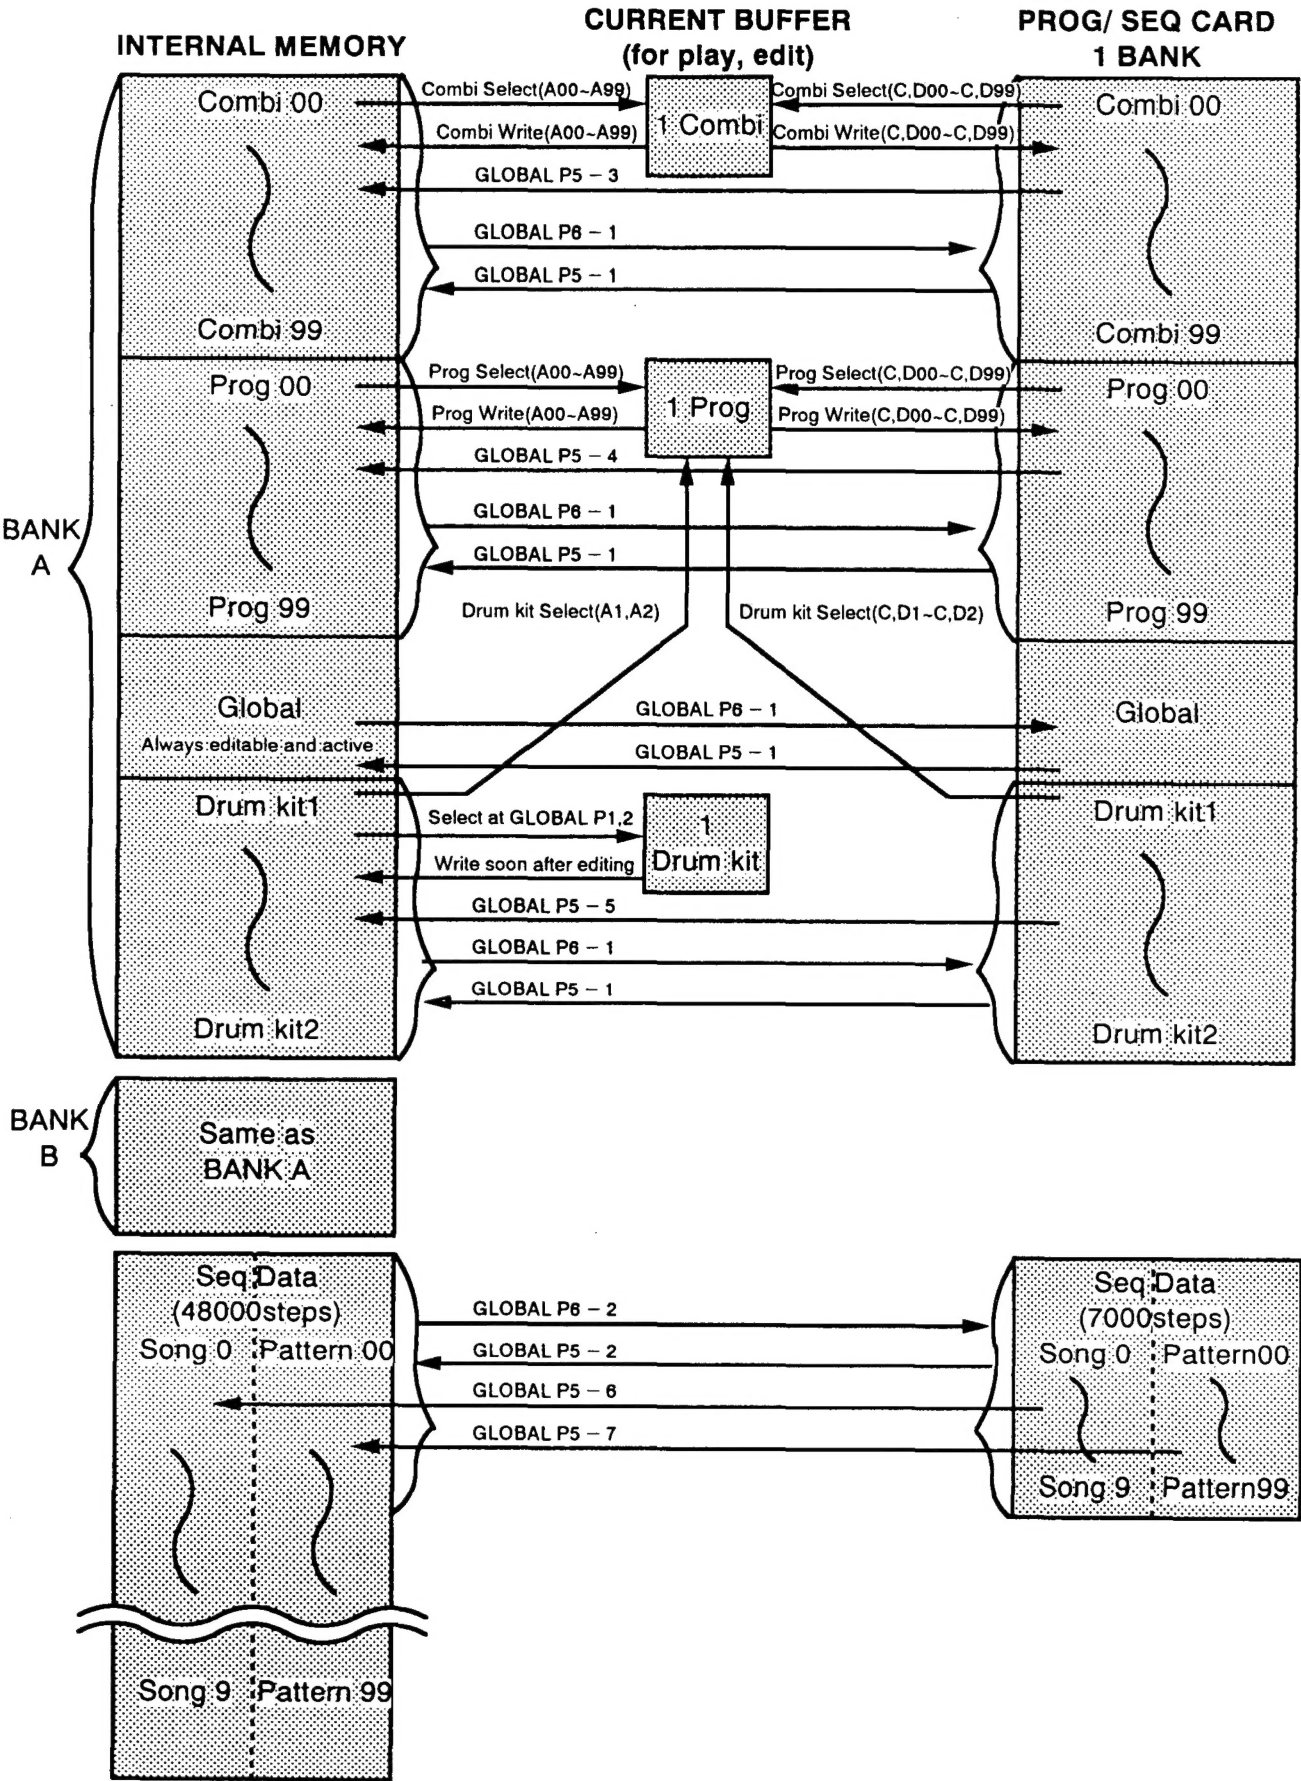 INTERNAL MEMORY
CURRENT BUFFER
(for play, edit)
PROG/ SEQ CARD
1 BANK
Combi 00
Combi Select(A00~A99)
1 Combi
Combi Select(C,D00~C,D99)
Combi 00
Combi Write(A00~A99)
Combi Write(C,D00~C,D99)
GLOBAL P5 – 3
GLOBAL P6 – 1
GLOBAL P5 – 1
Combi 99
Combi 99
Prog 00
Prog Select(A00~A99)
1 Prog
Prog Select(C,D00~C,D99)
Prog 00
Prog Write(A00~A99)
Prog Write(C,D00~C,D99)
GLOBAL P5 – 4
GLOBAL P6 – 1
GLOBAL P5 – 1
BANK
A
Prog 99
Drum kit Select(A1,A2)
Drum kit Select(C,D1~C,D2)
Prog 99
Global
GLOBAL P6 – 1
Global
Always editable and active
GLOBAL P5 – 1
Drum kit1
Select at GLOBAL P1,2
1
Drum kit
Drum kit1
Write soon after editing
GLOBAL P5 – 5
GLOBAL P6 – 1
GLOBAL P5 – 1
Drum kit2
Drum kit2
BANK
B
Same as
BANK A
Seq Data
(48000steps)
Song 0
Pattern 00
GLOBAL P6 – 2
GLOBAL P5 – 2
GLOBAL P5 – 6
GLOBAL P5 – 7
Seq Data
(7000steps)
Song 0
Pattern00
Song 9
Pattern99
Song 9
Pattern 99